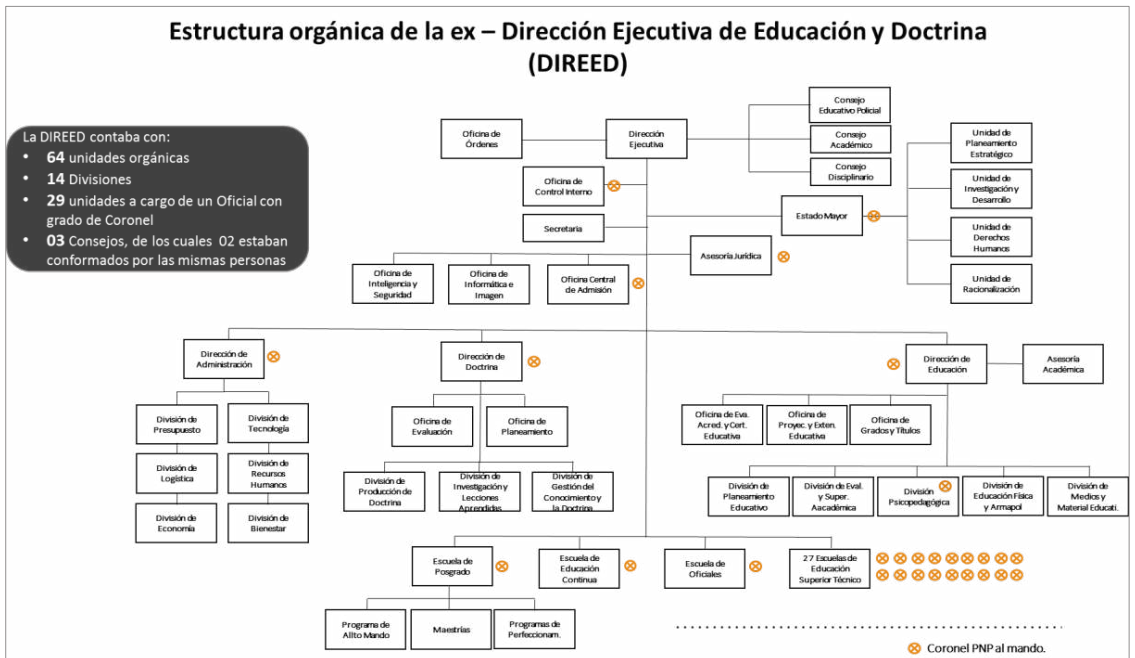 Estructura orgánica de la ex – Dirección Ejecutiva de Educación y Doctrina
(DIREED)
La DIREED contaba con:
• 64 unidades orgánicas
• 14 Divisiones
• 29 unidades a cargo de un Oficial con
grado de Coronel
• 03 Consejos, de los cuales 02 estaban
conformados por las mismas personas
Oficina de
Órdenes
Dirección
Ejecutiva
Consejo
Educativo Policial
Consejo
Académico
Consejo
Disciplinario
Oficina de
Control Interno
Secretaria
Estado Mayor
Unidad de
Planeamiento
Estratégico
Unidad de
Investigación y
Desarrollo
Unidad de
Derechos
Humanos
Unidad de
Racionalización
Asesoría Jurídica
Oficina de
Inteligencia y
Seguridad
Oficina de
Informática e
Imagen
Oficina Central
de Admisión
Dirección de
Administración
Dirección de
Doctrina
Dirección de
Educación
Asesoría
Académica
División de
Presupuesto
División de
Tecnología
División de
Logística
División de
Recursos
Humanos
División de
Economía
División de
Bienestar
Oficina de
Evaluación
Oficina de
Planeamiento
División de
Producción de
Doctrina
División de
Investigación y
Lecciones
Aprendidas
División de
Gestión del
Conocimiento y
la Doctrina
Oficina de Eva.
Acred. y Cert.
Educativa
Oficina de
Proyec. y Exten.
Educativa
Oficina de
Grados y Títulos
División de
Planeamiento
Educativo
División de Eval.
y Super.
Aacadémica
División
Psicopedagógica
División de
Educación Física
y Armapol
División de
Medios y
Material Educati.
Escuela de
Posgrado
Escuela de
Educación
Continua
Escuela de
Oficiales
27 Escuelas de
Educación
Superior Técnico
Programa de
Allto Mando
Maestrías
Programas de
Perfeccionam.
Coronel PNP al mando.